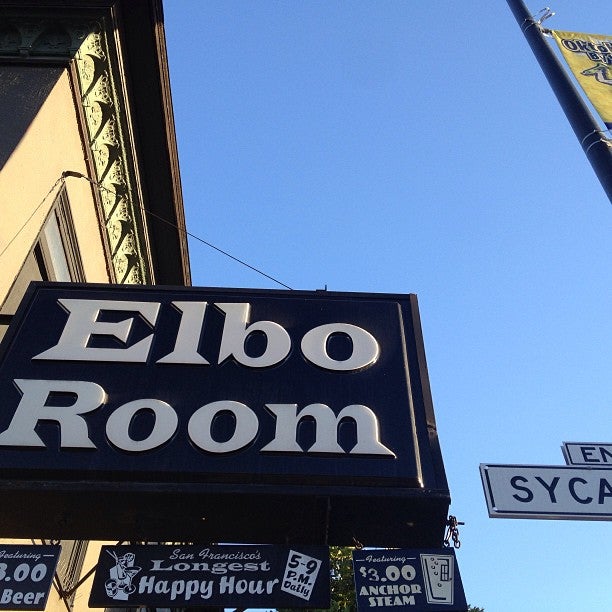 Elbo
Room
EN
SYCA
Featuring
3.00
Beer
San Francisco's
Longest
Happy Hour
5-9
P.M.
Daily
Featuring
$3.00
ANCHOR
STEAM